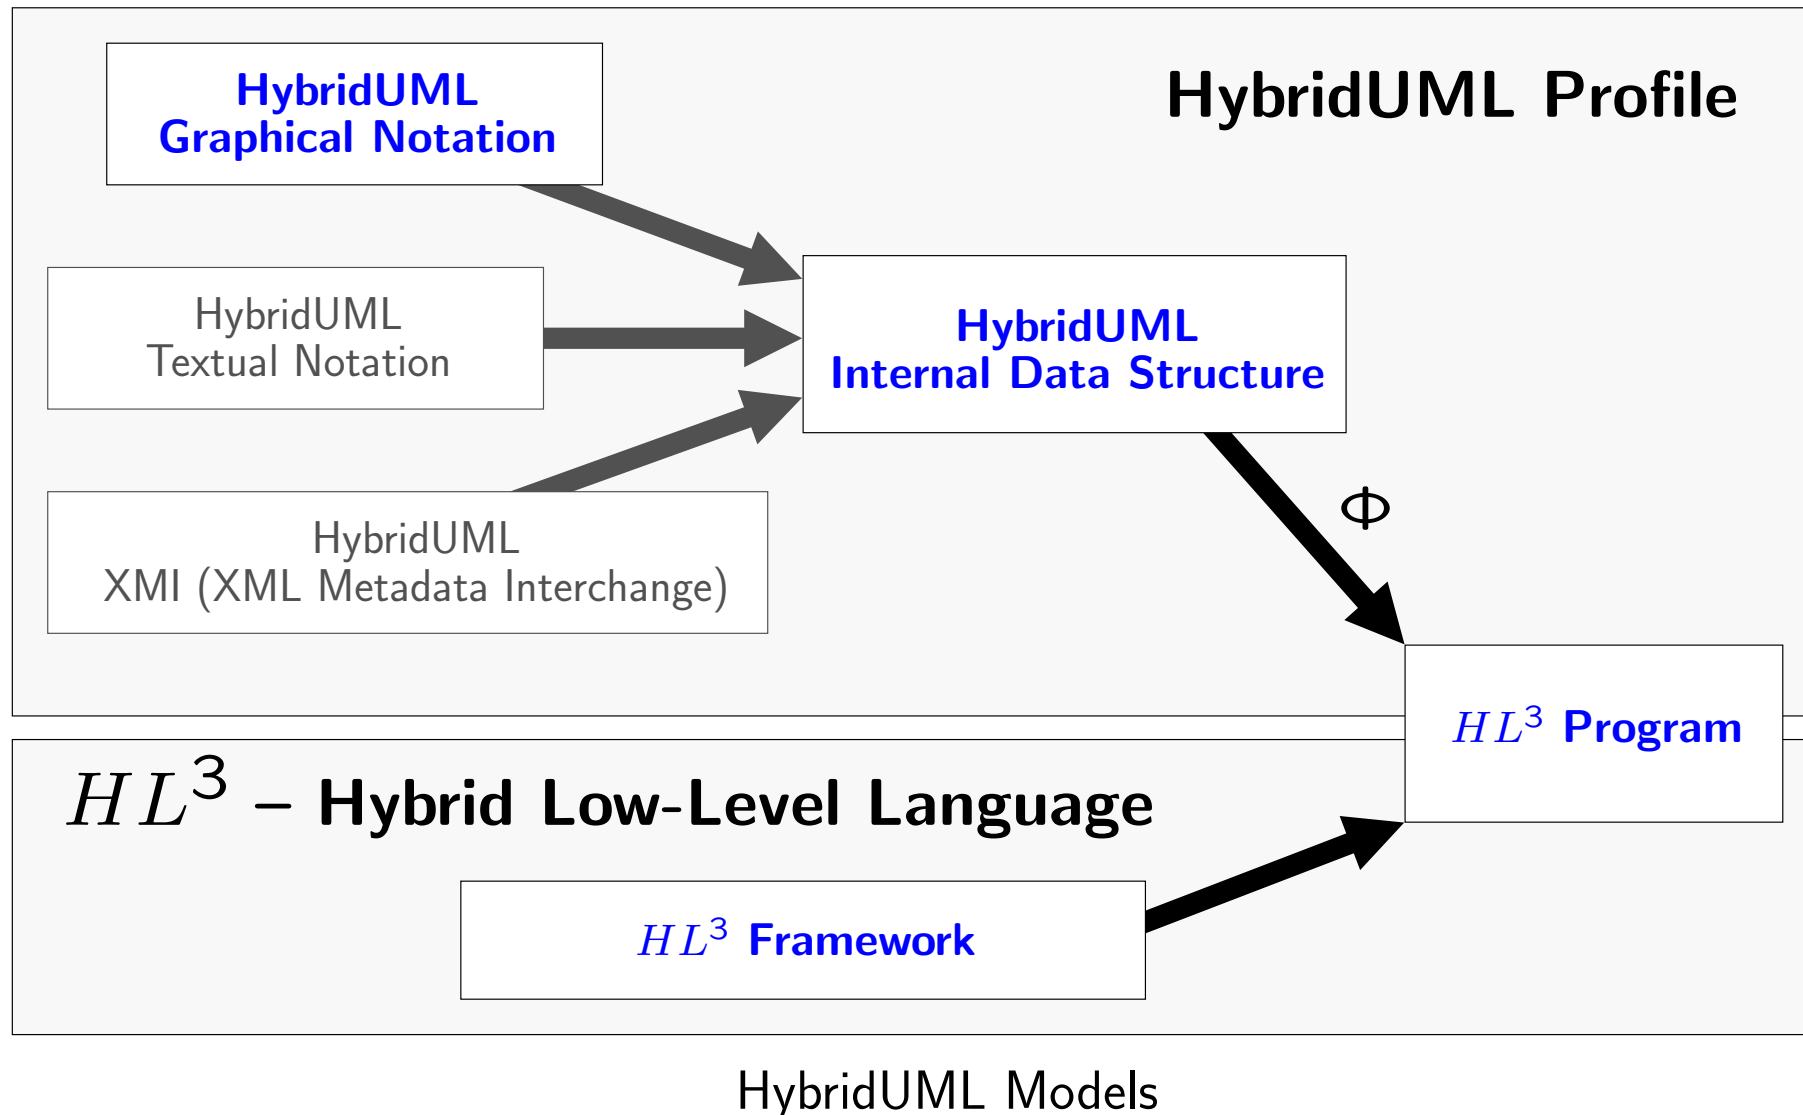 HybridUML
Graphical Notation
HybridUML Profile
HybridUML
Textual Notation
HybridUML
Internal Data Structure
HybridUML
XMI (XML Metadata Interchange)
Φ
HL³ Program
HL³ – Hybrid Low-Level Language
HL³ Framework
HybridUML Models